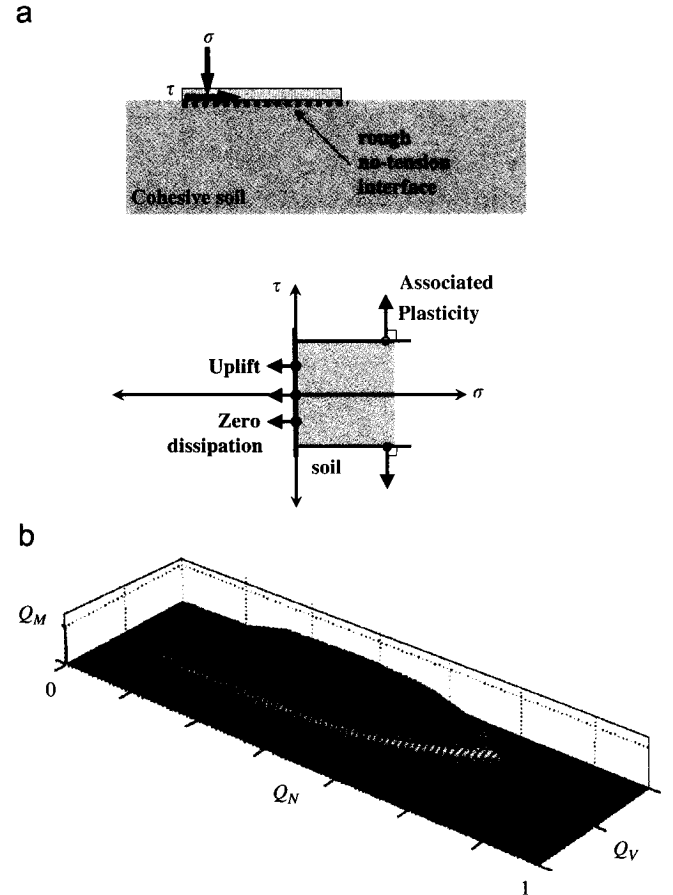 a
σ
τ
rough
no-tension
interface
Cohesive soil
τ
Associated
Plasticity
Uplift
σ
Zero
dissipation
soil
b
Q_M
0
Q_N
Q_V
1